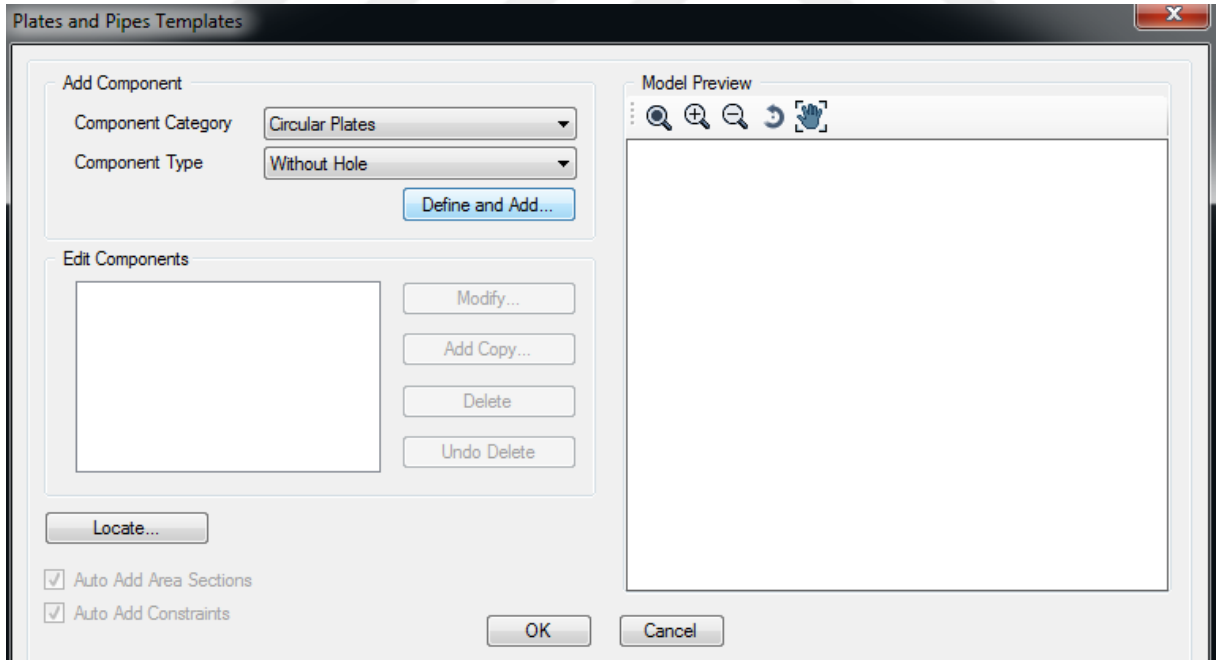 Plates and Pipes Templates
Add Component
Component Category
Circular Plates
Component Type
Without Hole
Define and Add...
Edit Components
Modify...
Add Copy...
Delete
Undo Delete
Locate...
Auto Add Area Sections
Auto Add Constraints
Model Preview
OK
Cancel